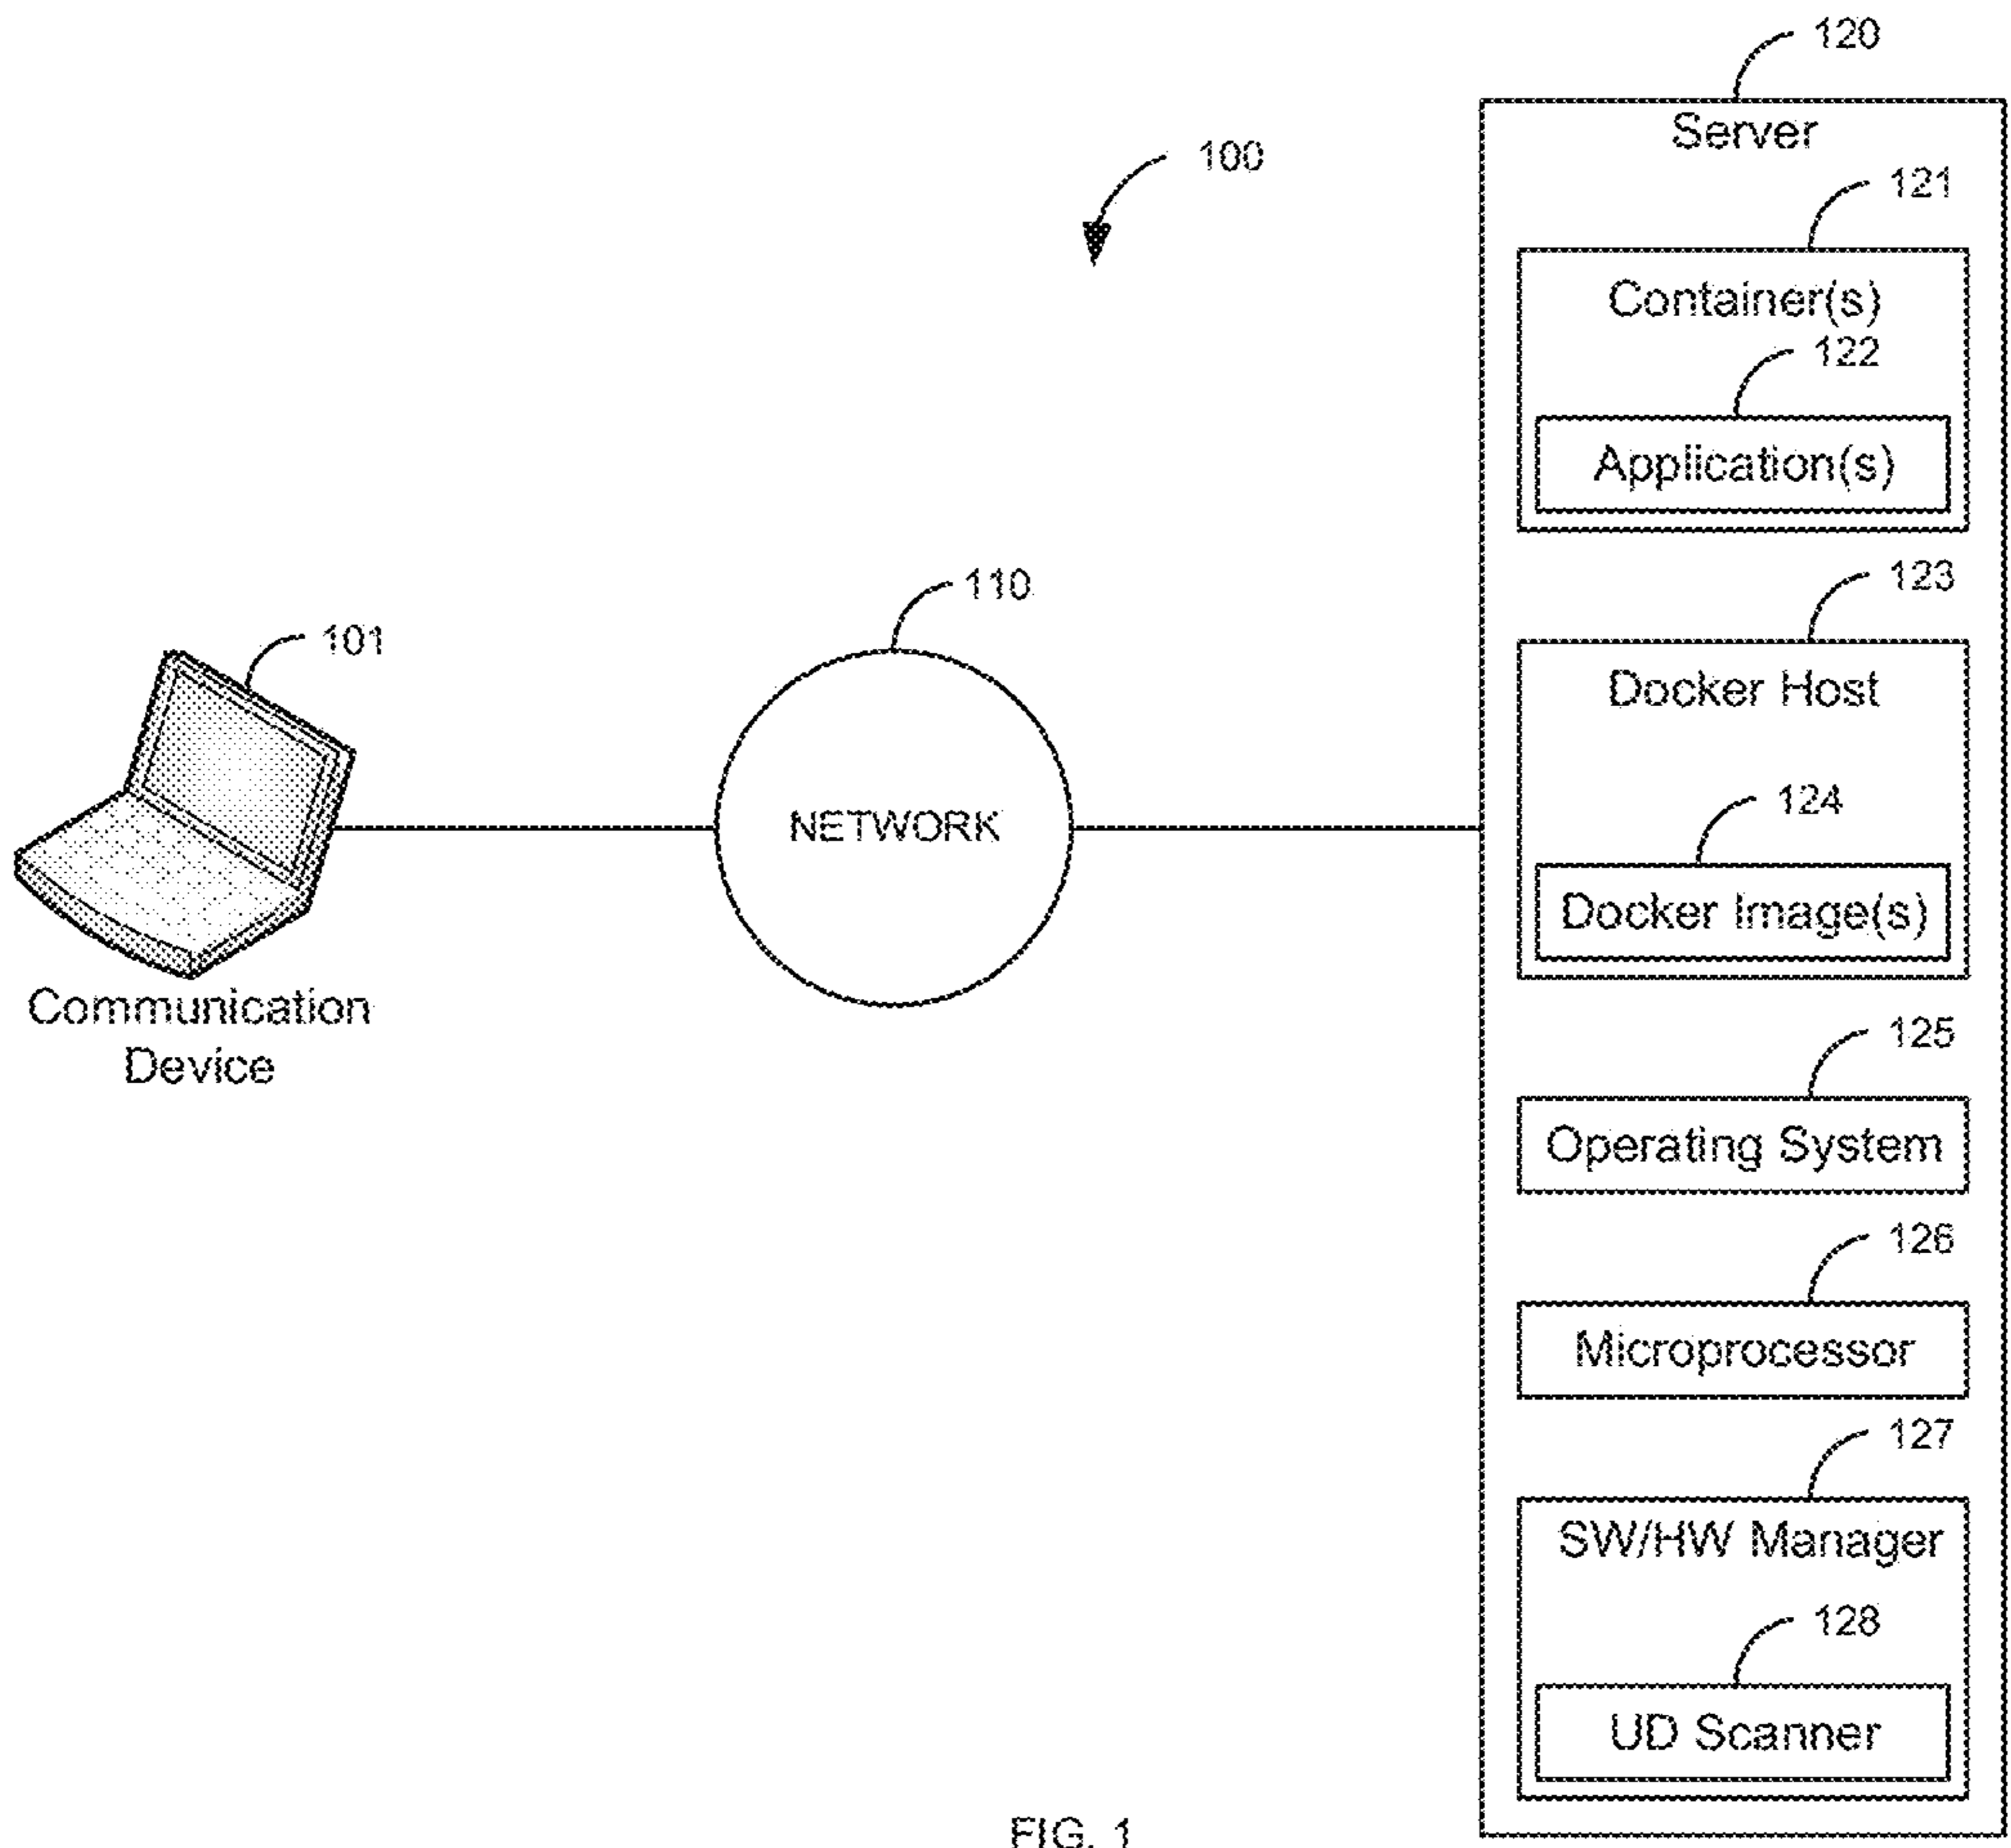 120
Server
100
121
Container(s)
122
Application(s)
110
123
101
Docker Host
124
NETWORK
Docker Image(s)
Communication
Device
125
Operating System
126
Microprocessor
127
SW/HW Manager
128
UD Scanner
FIG. 1